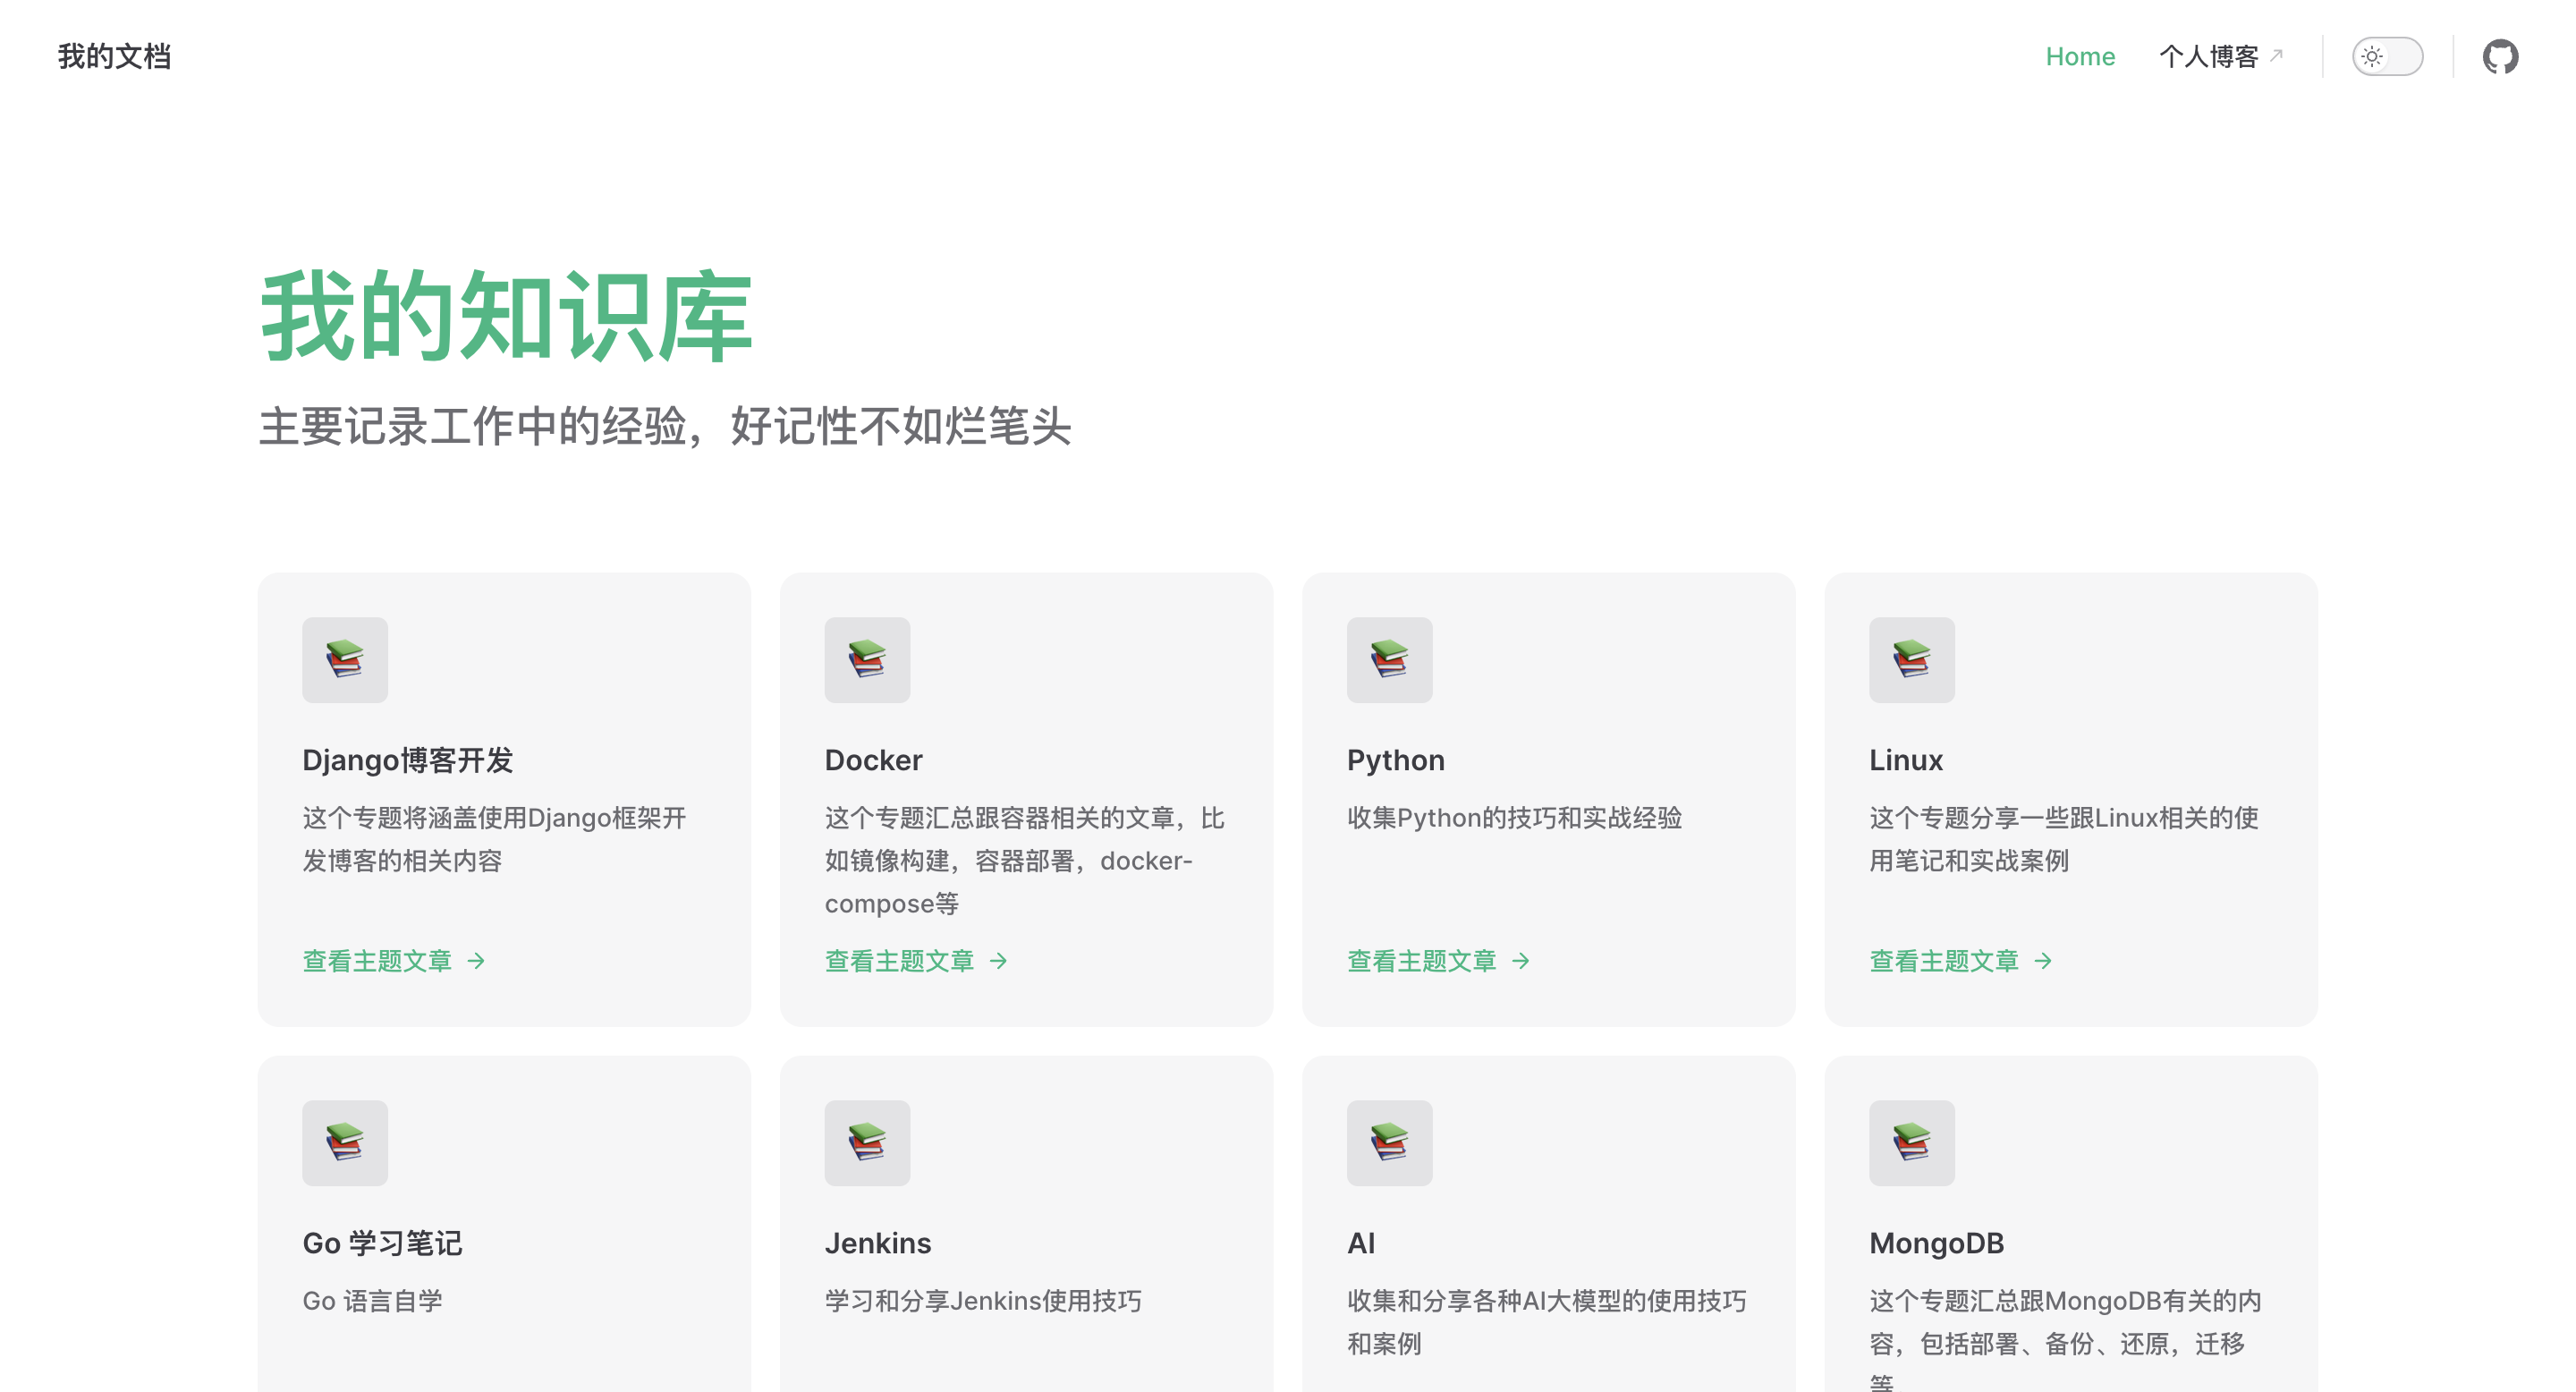 我的文档
Home
个人博客
我的知识库
主要记录工作中的经验，好记性不如烂笔头
Django博客开发
这个专题将涵盖使用Django框架开
发博客的相关内容
查看主题文章
Docker
这个专题汇总跟容器相关的文章，比
如镜像构建，容器部署，docker-
compose等
查看主题文章
Python
收集Python的技巧和实战经验
查看主题文章
Linux
这个专题分享一些跟Linux相关的使
用笔记和实战案例
查看主题文章
Go 学习笔记
Go 语言自学
Jenkins
学习和分享Jenkins使用技巧
AI
收集和分享各种AI大模型的使用技巧
和案例
MongoDB
这个专题汇总跟MongoDB有关的内
容，包括部署、备份、还原，迁移
等